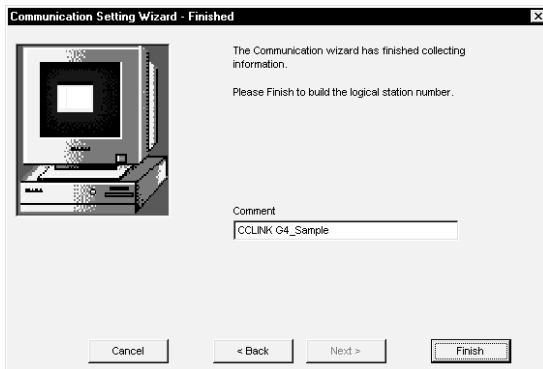 Communication Setting Wizard - Finished
The Communication wizard has finished collecting
information.
Please Finish to build the logical station number.
Comment
CCLINK G4_Sample
Cancel
< Back
Next >
Finish